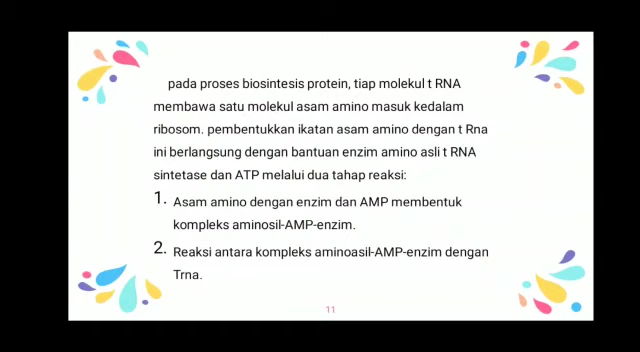 pada proses biosintesis protein, tiap molekul t RNA
membawa satu molekul asam amino masuk kedalam
ribosom. pembentukkan ikatan asam amino dengan t Rna
ini berlangsung dengan bantuan enzim amino asli t RNA
sintetase dan ATP melalui dua tahap reaksi:
1. Asam amino dengan enzim dan AMP membentuk
kompleks aminosil-AMP-enzim.
2. Reaksi antara kompleks aminoasil-AMP-enzim dengan
Trna.
11